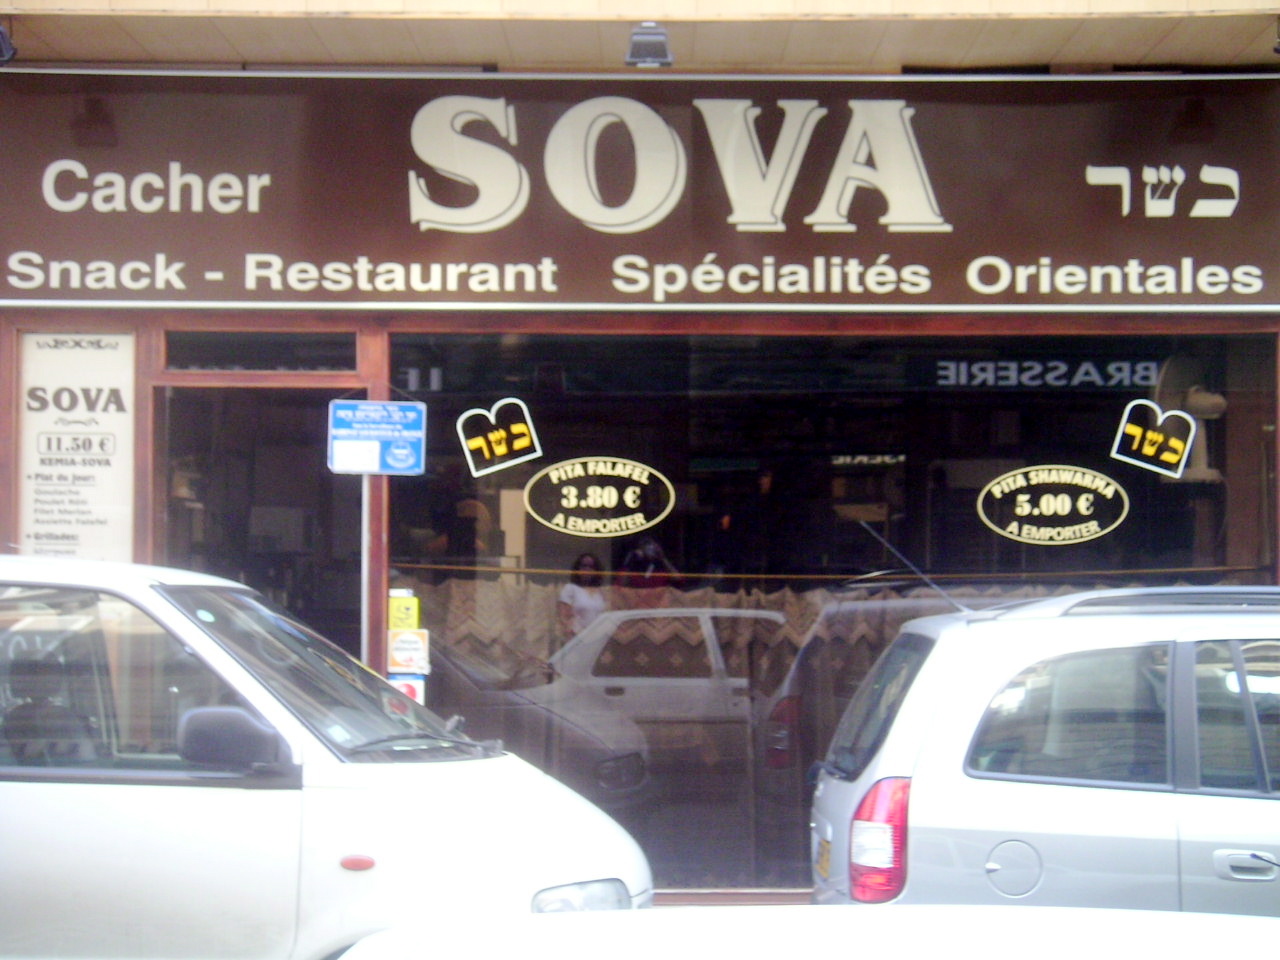 SOVA
Cacher
כשר
Snack - Restaurant Spécialités Orientales
SOVA
11.50 €
KEMIA-SOVA
Plat du jour:
Goulache
Poulet Rôti
Filet Merlan
Assiette Falafel
Grillades:
כשר
PITA FALAFEL
3.80 €
A EMPORTER
כשר
PITA SHAWARMA
5.00 €
A EMPORTER
BRASSERIE